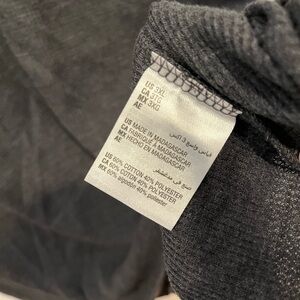 US 3XL
CA 3TG
MX 3XG
AE
US MADE IN MADAGASCAR
CA FABRIQUÉ À MADAGASCAR
MX HECHO EN MADAGASCAR
AE
US 60% COTTON 40% POLYESTER
CA 60% COTON 40% POLYESTER
MX 60% algodón 40% poliéster